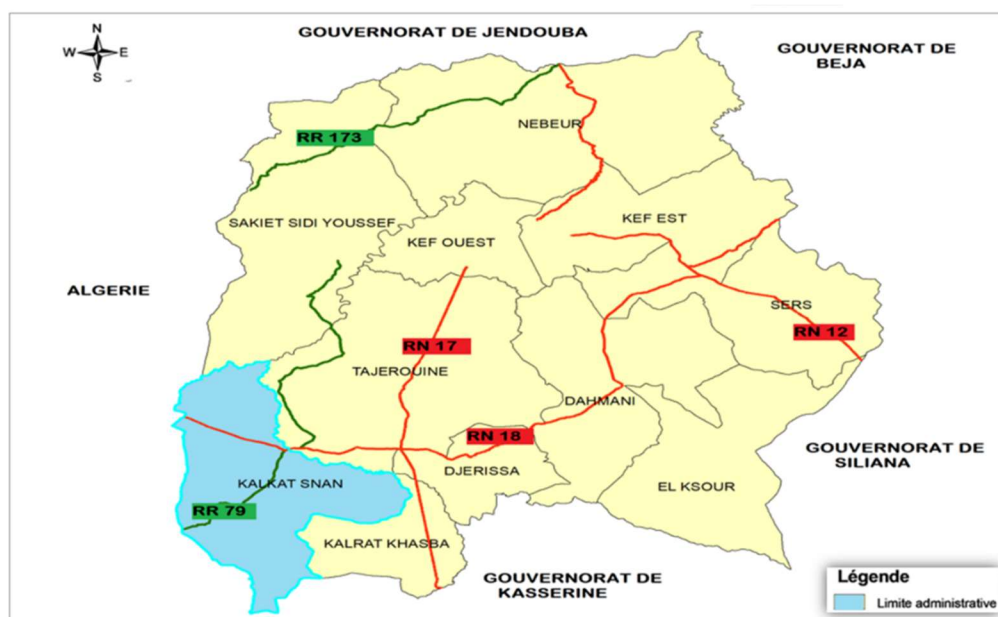 N
W E
S
GOUVERNORAT DE JENDOUBA
GOUVERNORAT DE
BEJA
RR 173
NEBEUR
SAKIET SIDI YOUSSEF
KEF OUEST
KEF EST
ALGERIE
SERS
RN 12
RN 17
TAJEROUINE
DAHMANI
RN 18
GOUVERNORAT DE
SILIANA
DJERISSA
KALKAT SNAN
EL KSOUR
RR 79
KALRAT KHASBA
GOUVERNORAT DE
KASSERINE
Légende
Limite administrative